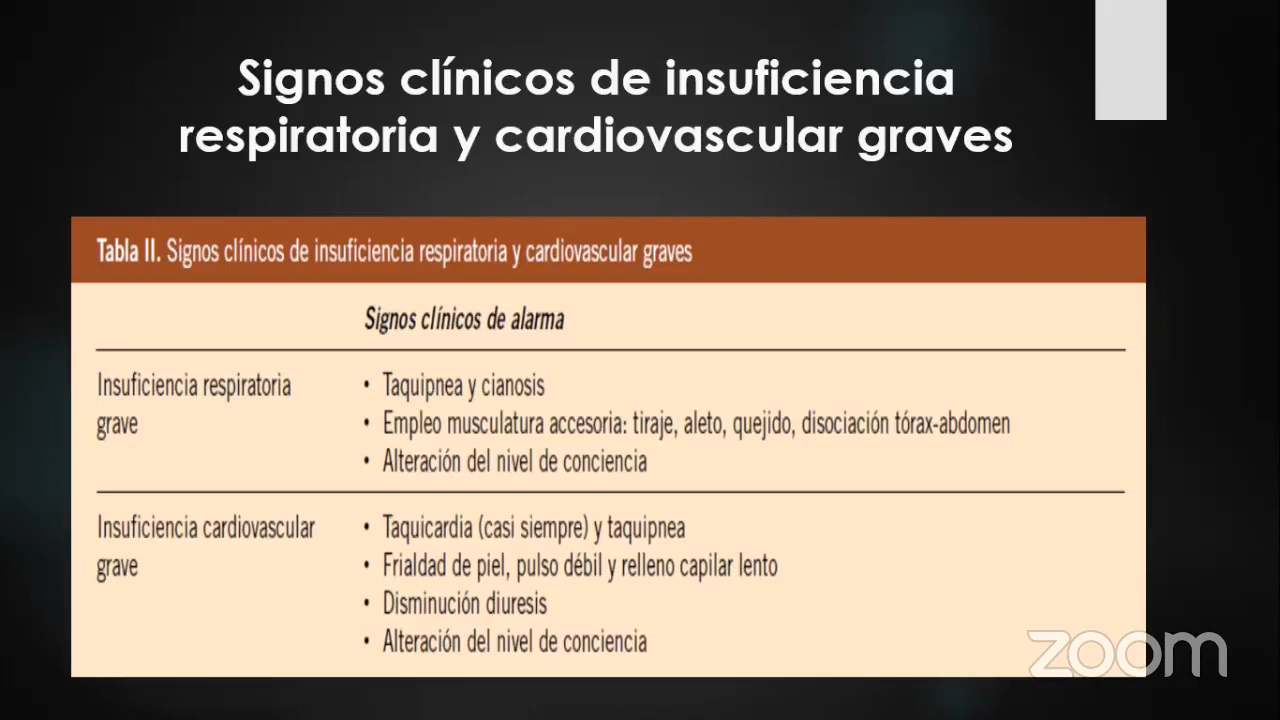 Signos clínicos de insuficiencia
respiratoria y cardiovascular graves
Tabla II. Signos clínicos de insuficiencia respiratoria y cardiovascular graves
Signos clínicos de alarma
Insuficiencia respiratoria
grave
• Taquipnea y cianosis
• Empleo musculatura accesoria: tiraje, aleto, quejido, disociación tórax-abdomen
• Alteración del nivel de conciencia
Insuficiencia cardiovascular
grave
• Taquicardia (casi siempre) y taquipnea
• Frialdad de piel, pulso débil y relleno capilar lento
• Disminución diuresis
• Alteración del nivel de conciencia
zoom